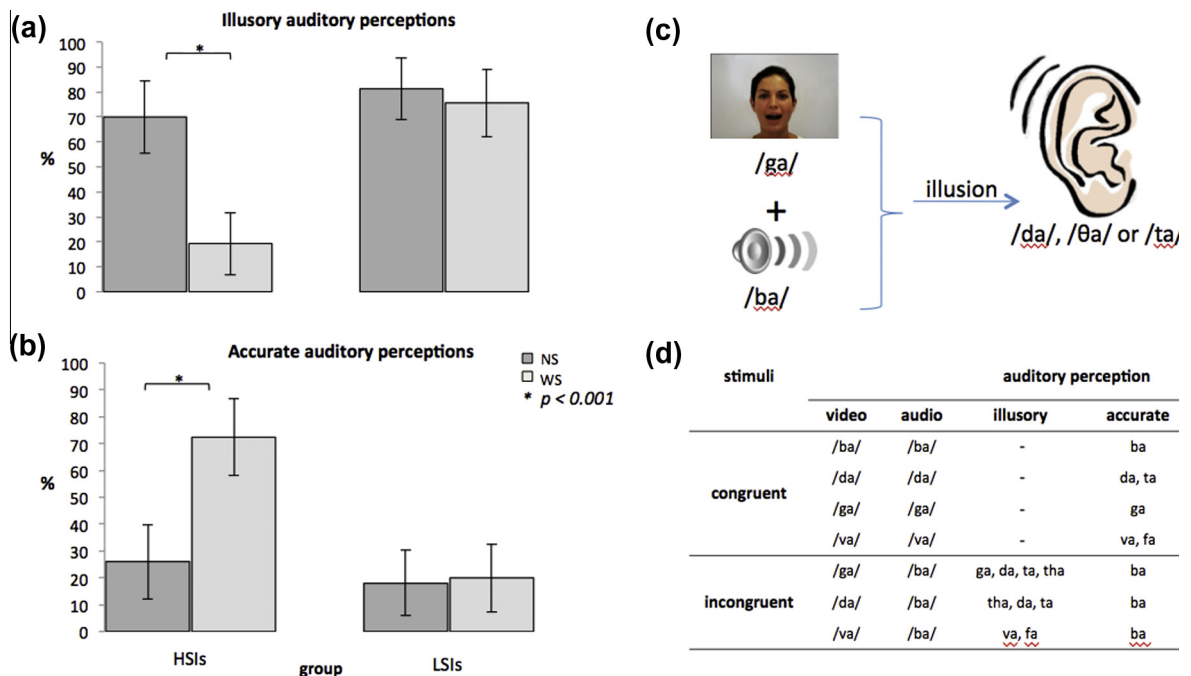 (a)
Illusory auditory perceptions
100
90
80
70
60
50
40
30
20
10
0
%
*
(b)
Accurate auditory perceptions
100
90
80
70
60
50
40
30
20
10
0
%
*
NS
WS
* p < 0.001
HSIs
group
LSIs
(c)
/ga/
+
/ba/
illusion
/da/, /θa/ or /ta/
(d)
stimuli auditory perception
video audio illusory accurate
congruent
/ba/ /ba/ - ba
/da/ /da/ - da, ta
/ga/ /ga/ - ga
/va/ /va/ - va, fa
incongruent
/ga/ /ba/ ga, da, ta, tha ba
/da/ /ba/ tha, da, ta ba
/va/ /ba/ va, fa ba